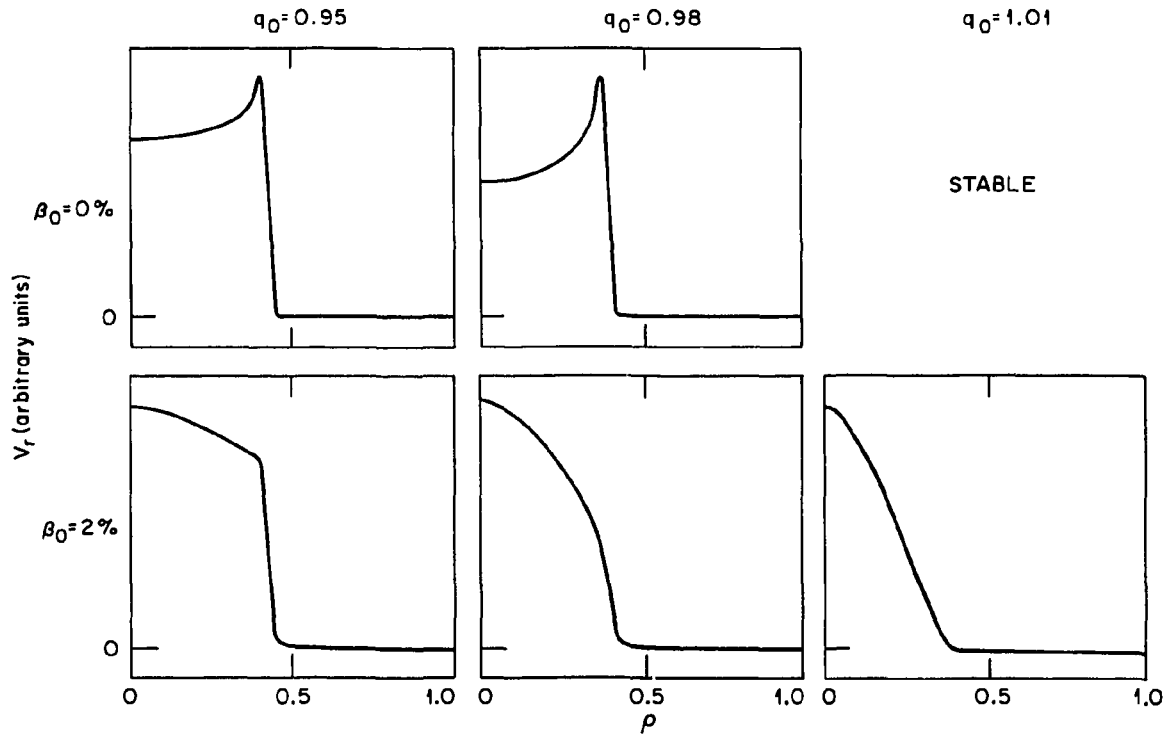 q₀=0.95 q₀=0.98 q₀=1.01
STABLE
β₀=0%
0
V_r (arbitrary units)
β₀=2%
0
0 0.5 1.0 0.5 1.0 0 0.5 1.0
0
ρ